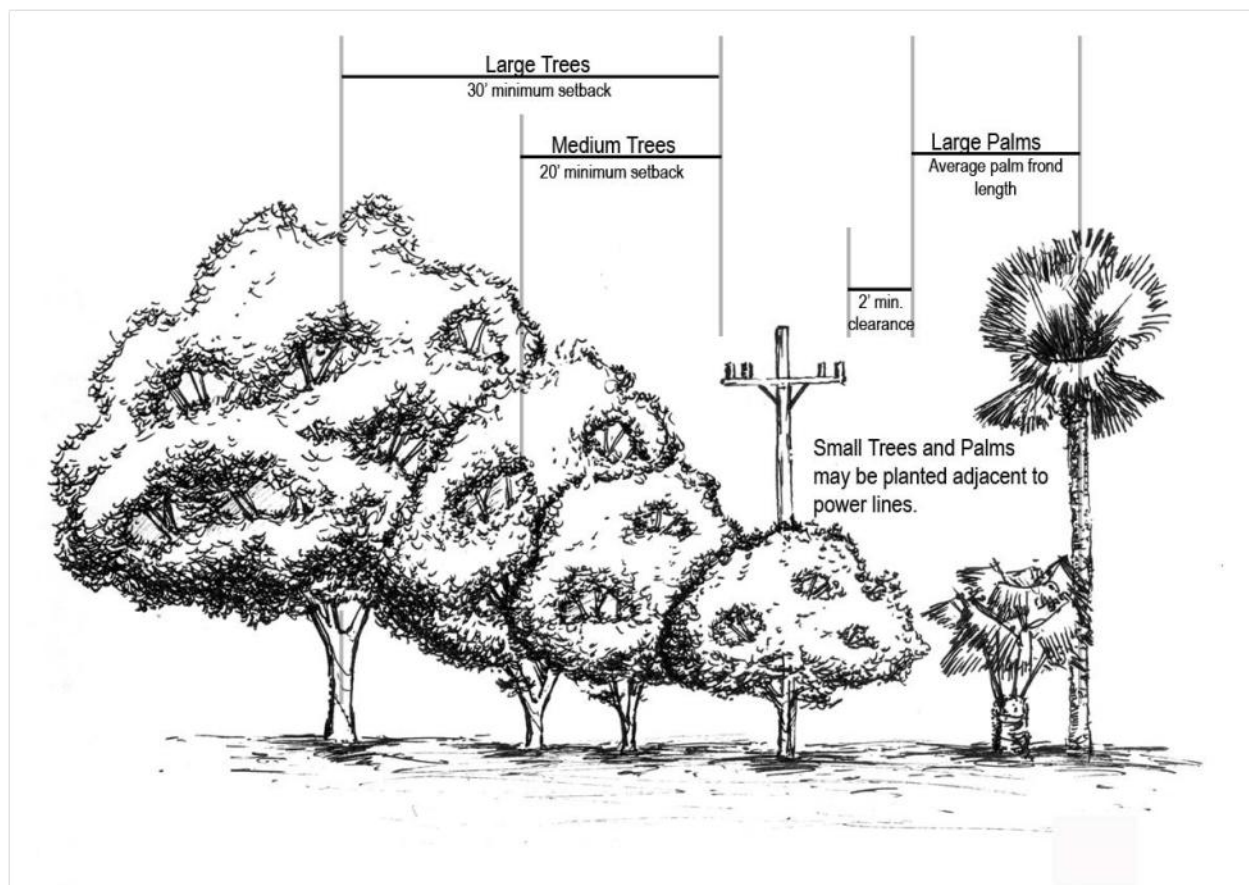 Large Trees
30' minimum setback
Medium Trees
20' minimum setback
Large Palms
Average palm frond
length
2' min.
clearance
Small Trees and Palms
may be planted adjacent to
power lines.